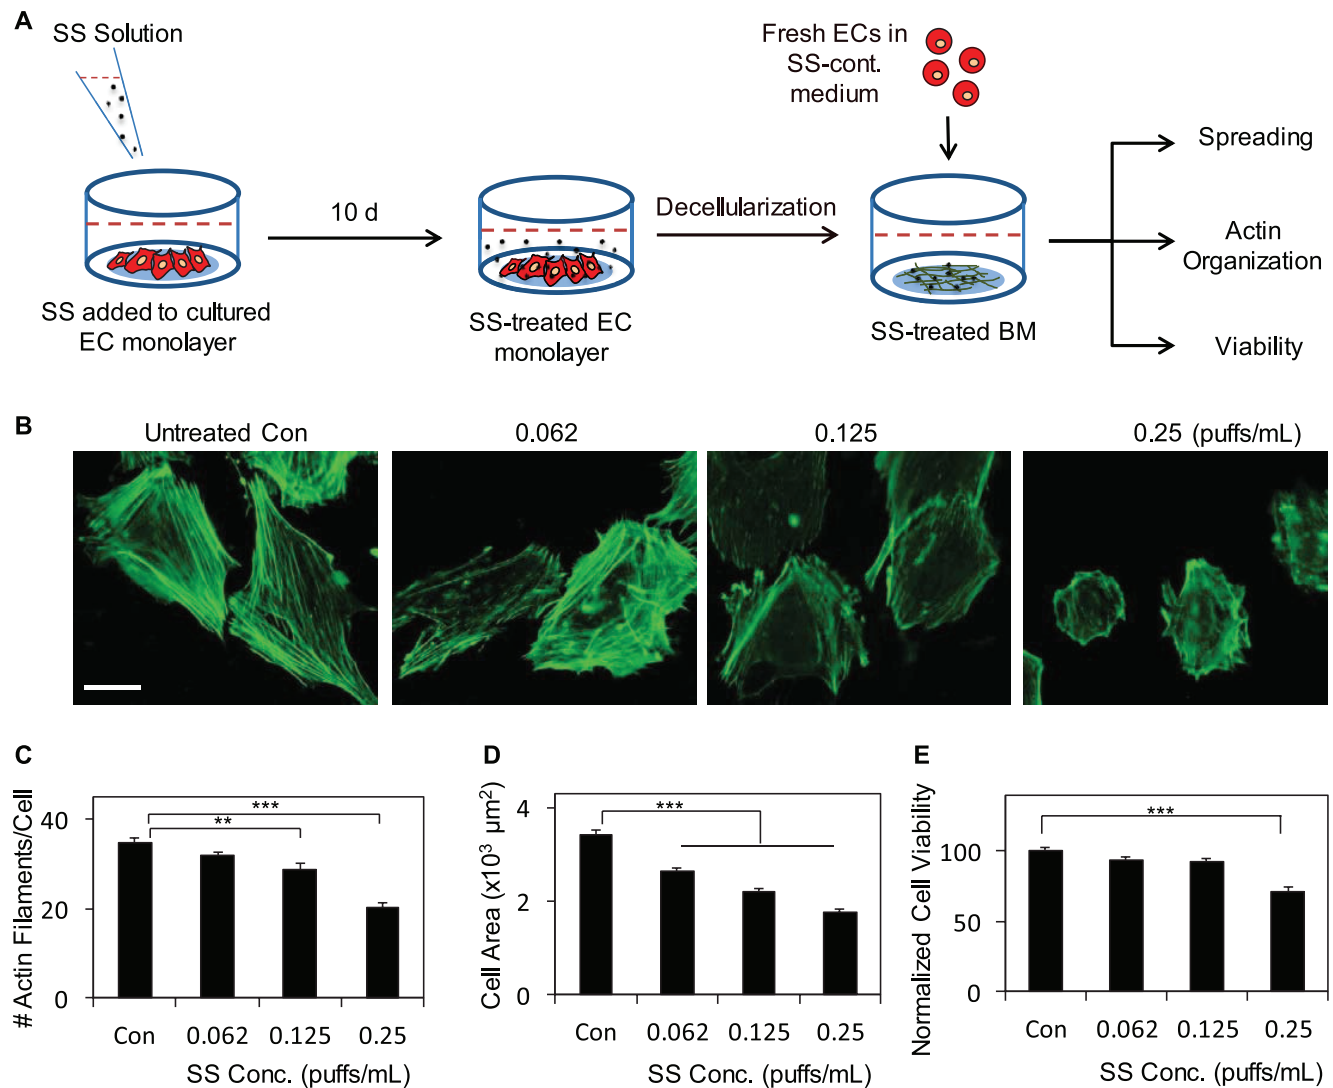 A
SS Solution
Fresh ECs in
SS-cont.
medium
10 d
Decellularization
Spreading
Actin
Organization
Viability
SS added to cultured
EC monolayer
SS-treated EC
monolayer
SS-treated BM
B
Untreated Con
0.062
0.125
0.25 (puffs/mL)
C
# Actin Filaments/Cell
40
20
0
***
**
Con
0.062
0.125
0.25
SS Conc. (puffs/mL)
D
Cell Area (x10³ µm²)
4
2
0
***
Con
0.062
0.125
0.25
SS Conc. (puffs/mL)
E
Normalized Cell Viability
100
50
0
***
Con
0.062
0.125
0.25
SS Conc. (puffs/mL)